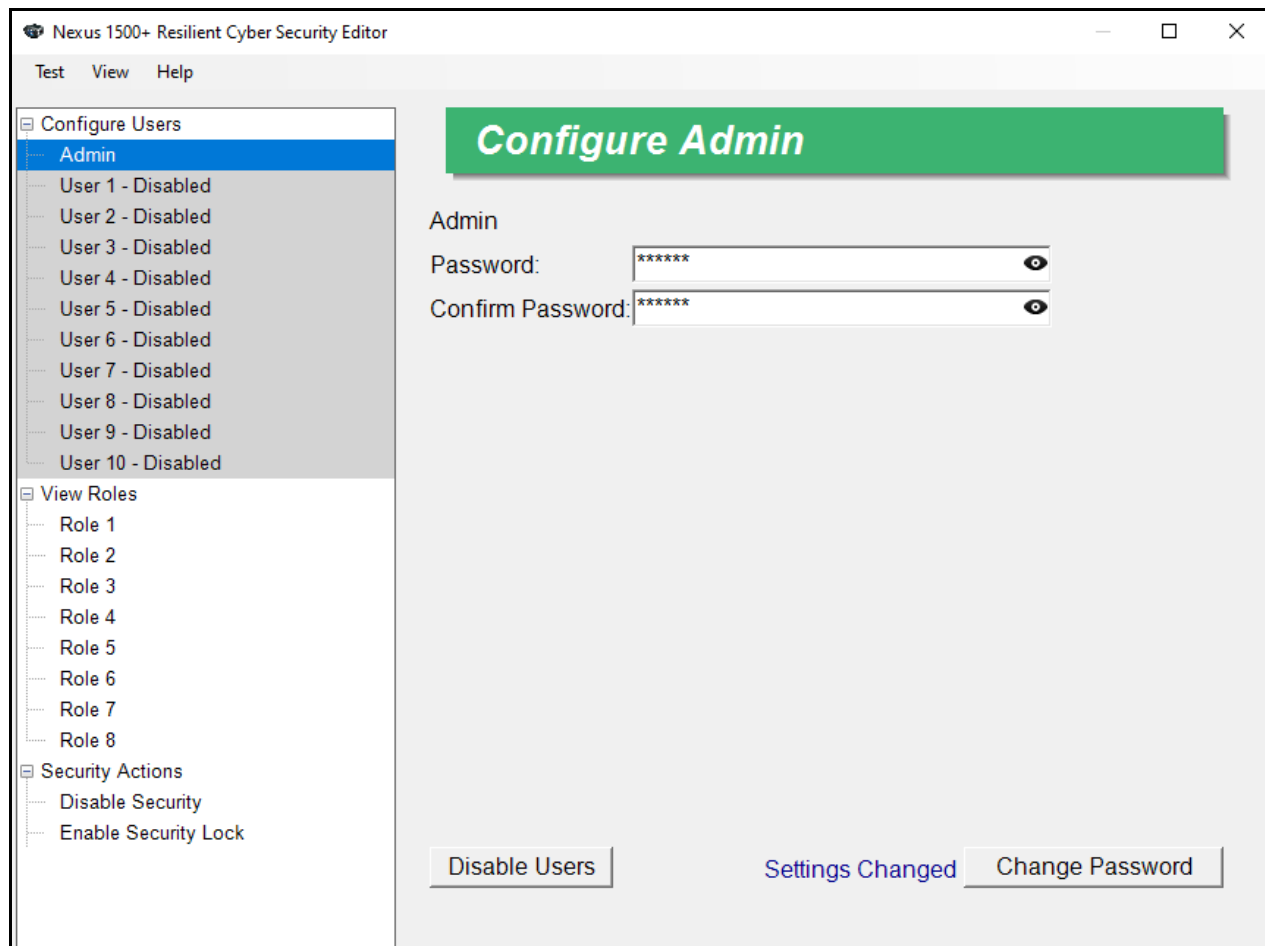 Nexus 1500+ Resilient Cyber Security Editor
Test View Help
Configure Users
Admin
User 1 - Disabled
User 2 - Disabled
User 3 - Disabled
User 4 - Disabled
User 5 - Disabled
User 6 - Disabled
User 7 - Disabled
User 8 - Disabled
User 9 - Disabled
User 10 - Disabled
View Roles
Role 1
Role 2
Role 3
Role 4
Role 5
Role 6
Role 7
Role 8
Security Actions
Disable Security
Enable Security Lock
Configure Admin
Admin
Password: ******
Confirm Password: ******
Disable Users Settings Changed Change Password